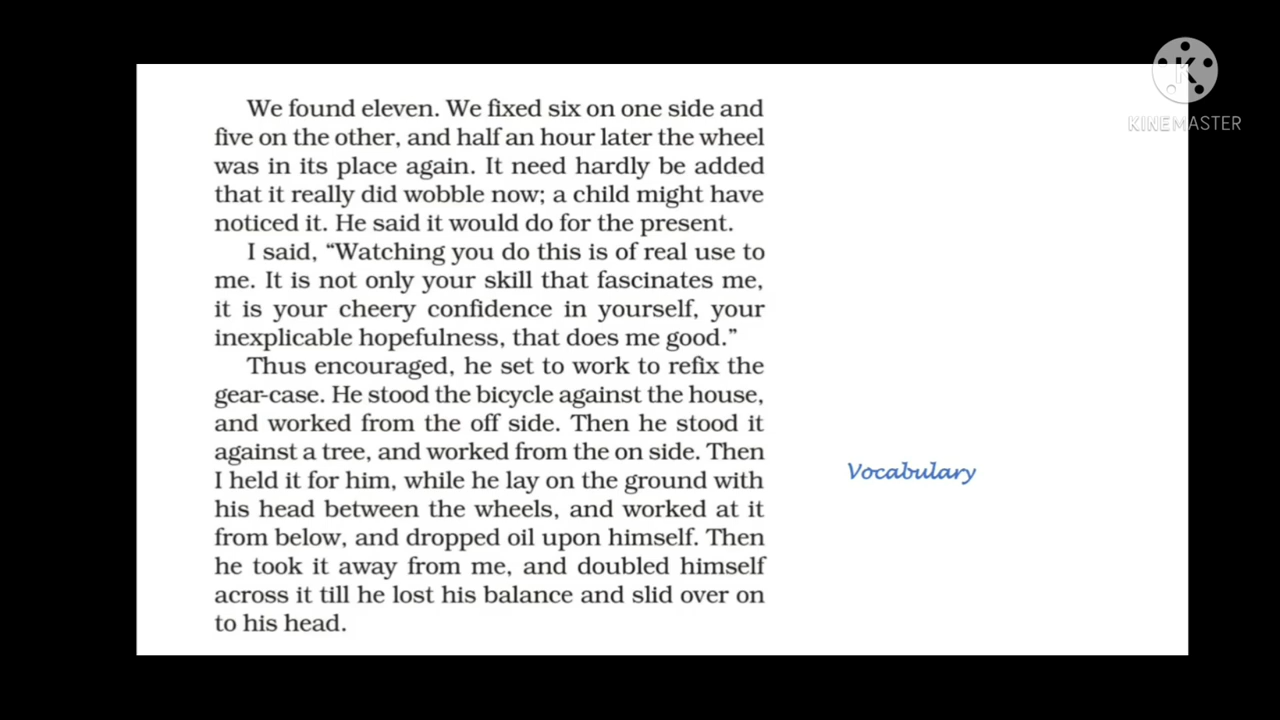 We found eleven. We fixed six on one side and
five on the other, and half an hour later the wheel
was in its place again. It need hardly be added
that it really did wobble now; a child might have
noticed it. He said it would do for the present.
I said, “Watching you do this is of real use to
me. It is not only your skill that fascinates me,
it is your cheery confidence in yourself, your
inexplicable hopefulness, that does me good.”
Thus encouraged, he set to work to refix the
gear-case. He stood the bicycle against the house,
and worked from the off side. Then he stood it
against a tree, and worked from the on side. Then
I held it for him, while he lay on the ground with
his head between the wheels, and worked at it
from below, and dropped oil upon himself. Then
he took it away from me, and doubled himself
across it till he lost his balance and slid over on
to his head.
Vocabulary
K
KINEMASTER